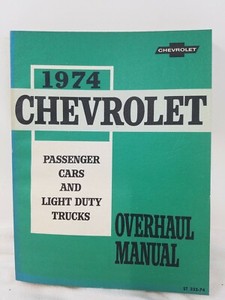 CHEVROLET
1974
CHEVROLET
PASSENGER
CARS
AND
LIGHT DUTY
TRUCKS
OVERHAUL
MANUAL